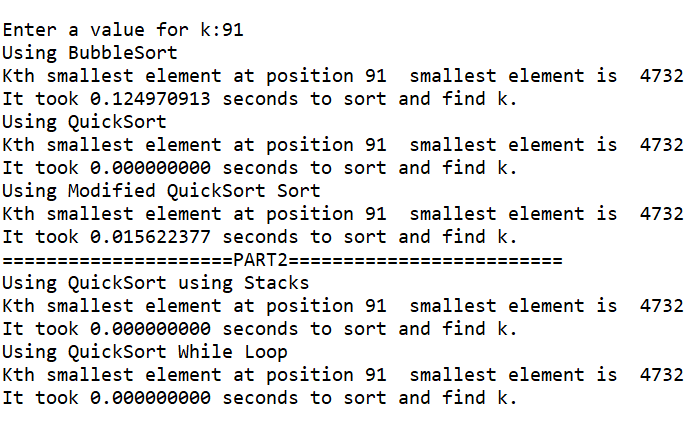 Enter a value for k:91
Using BubbleSort
Kth smallest element at position 91  smallest element is  4732
It took 0.124970913 seconds to sort and find k.
Using QuickSort
Kth smallest element at position 91  smallest element is  4732
It took 0.000000000 seconds to sort and find k.
Using Modified QuickSort Sort
Kth smallest element at position 91  smallest element is  4732
It took 0.015622377 seconds to sort and find k.
=====================PART2=========================
Using QuickSort using Stacks
Kth smallest element at position 91  smallest element is  4732
It took 0.000000000 seconds to sort and find k.
Using QuickSort While Loop
Kth smallest element at position 91  smallest element is  4732
It took 0.000000000 seconds to sort and find k.